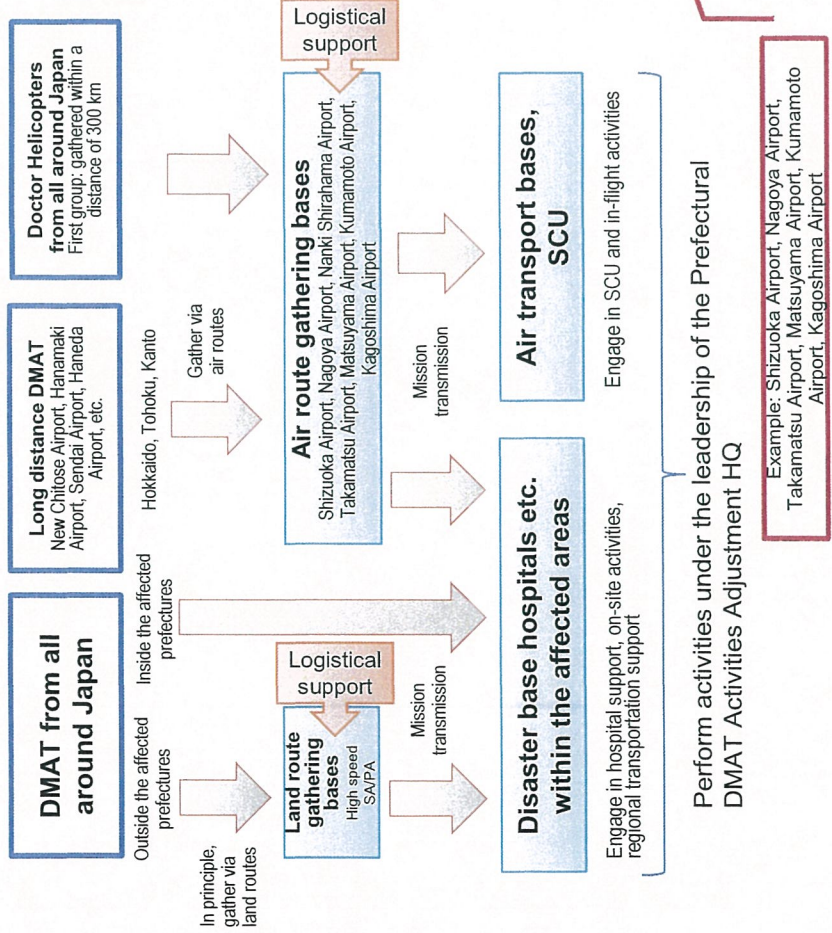 DMAT from all
around Japan
Long distance DMAT
New Chitose Airport, Hanamaki
Airport, Sendai Airport, Haneda
Airport, etc.
Doctor Helicopters
from all around Japan
First group: gathered within a
distance of 300 km
Outside the affected
prefectures
Inside the affected
prefectures
Hokkaido, Tohoku, Kanto
In principle,
gather via
land routes
Gather via
air routes
Land route
gathering
bases
High speed
SA/PA
Logistical
support
Air route gathering bases
Shizuoka Airport, Nagoya Airport, Nanki Shirahama Airport,
Takamatsu Airport, Matsuyama Airport, Kumamoto Airport,
Kagoshima Airport
Logistical
support
Mission
transmission
Mission
transmission
Disaster base hospitals etc.
within the affected areas
Air transport bases,
SCU
Engage in hospital support, on-site activities,
regional transportation support
Engage in SCU and in-flight activities
Perform activities under the leadership of the Prefectural
DMAT Activities Adjustment HQ
Example: Shizuoka Airport, Nagoya Airport,
Takamatsu Airport, Matsuyama Airport, Kumamoto
Airport, Kagoshima Airport